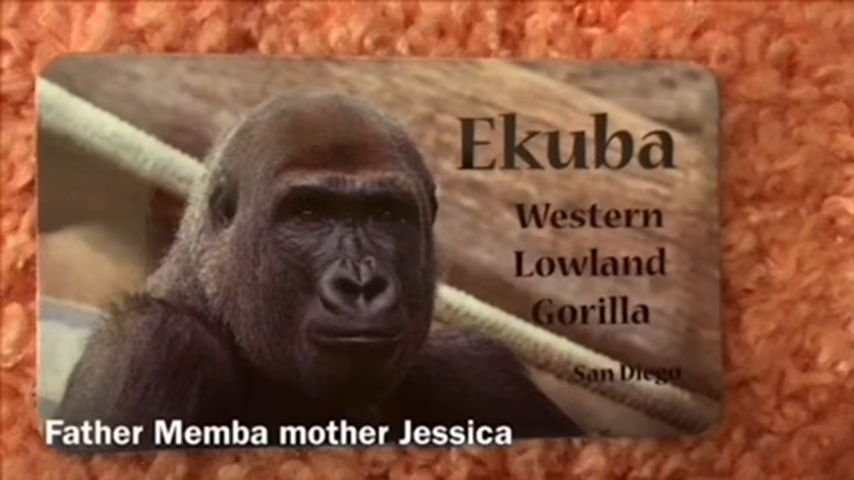 Ekuba
Western
Lowland
Gorilla
San Diego
Father Memba mother Jessica